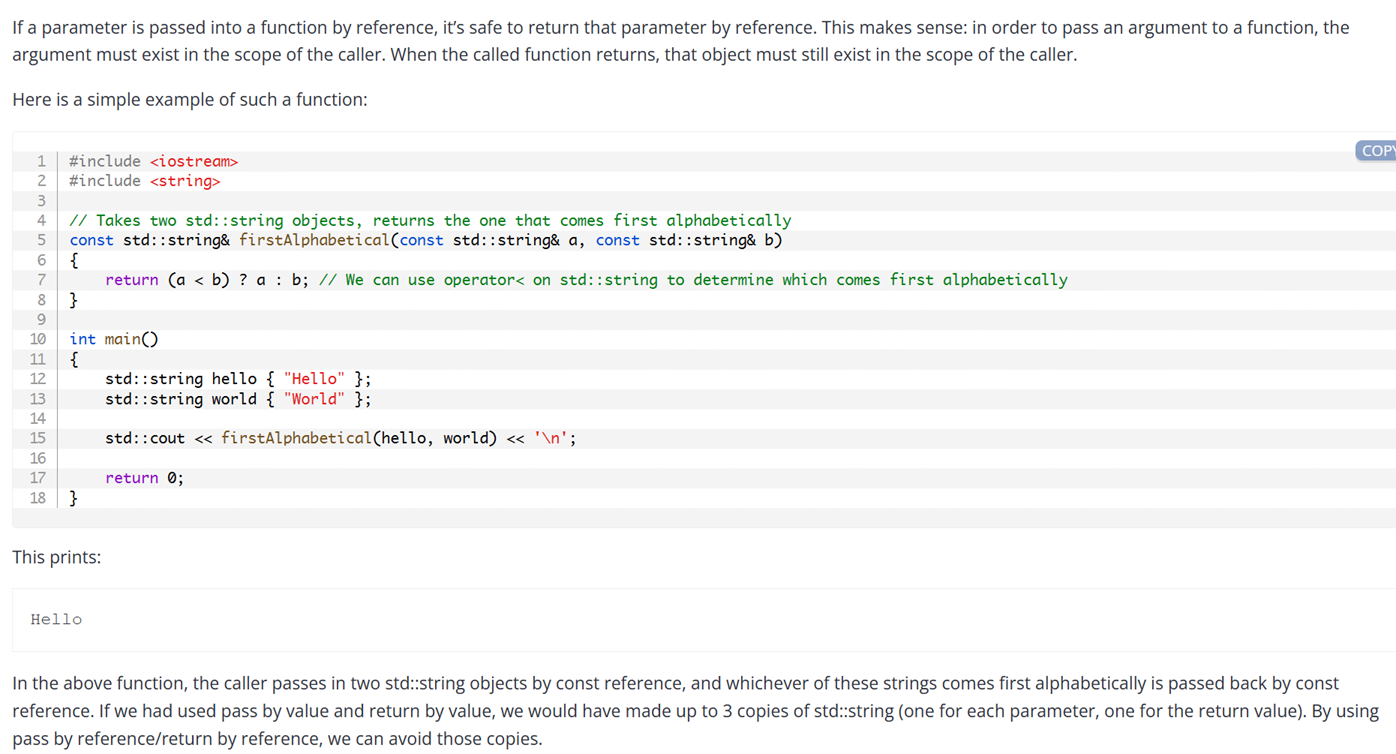 If a parameter is passed into a function by reference, it’s safe to return that parameter by reference. This makes sense: in order to pass an argument to a function, the
argument must exist in the scope of the caller. When the called function returns, that object must still exist in the scope of the caller.
Here is a simple example of such a function:
COPY
1 #include <iostream>
2 #include <string>
3
4 // Takes two std::string objects, returns the one that comes first alphabetically
5 const std::string& firstAlphabetical(const std::string& a, const std::string& b)
6 {
7     return (a < b) ? a : b; // We can use operator< on std::string to determine which comes first alphabetically
8 }
9
10 int main()
11 {
12     std::string hello { "Hello" };
13     std::string world { "World" };
14
15     std::cout << firstAlphabetical(hello, world) << '\n';
16
17     return 0;
18 }
This prints:
Hello
In the above function, the caller passes in two std::string objects by const reference, and whichever of these strings comes first alphabetically is passed back by const
reference. If we had used pass by value and return by value, we would have made up to 3 copies of std::string (one for each parameter, one for the return value). By using
pass by reference/return by reference, we can avoid those copies.